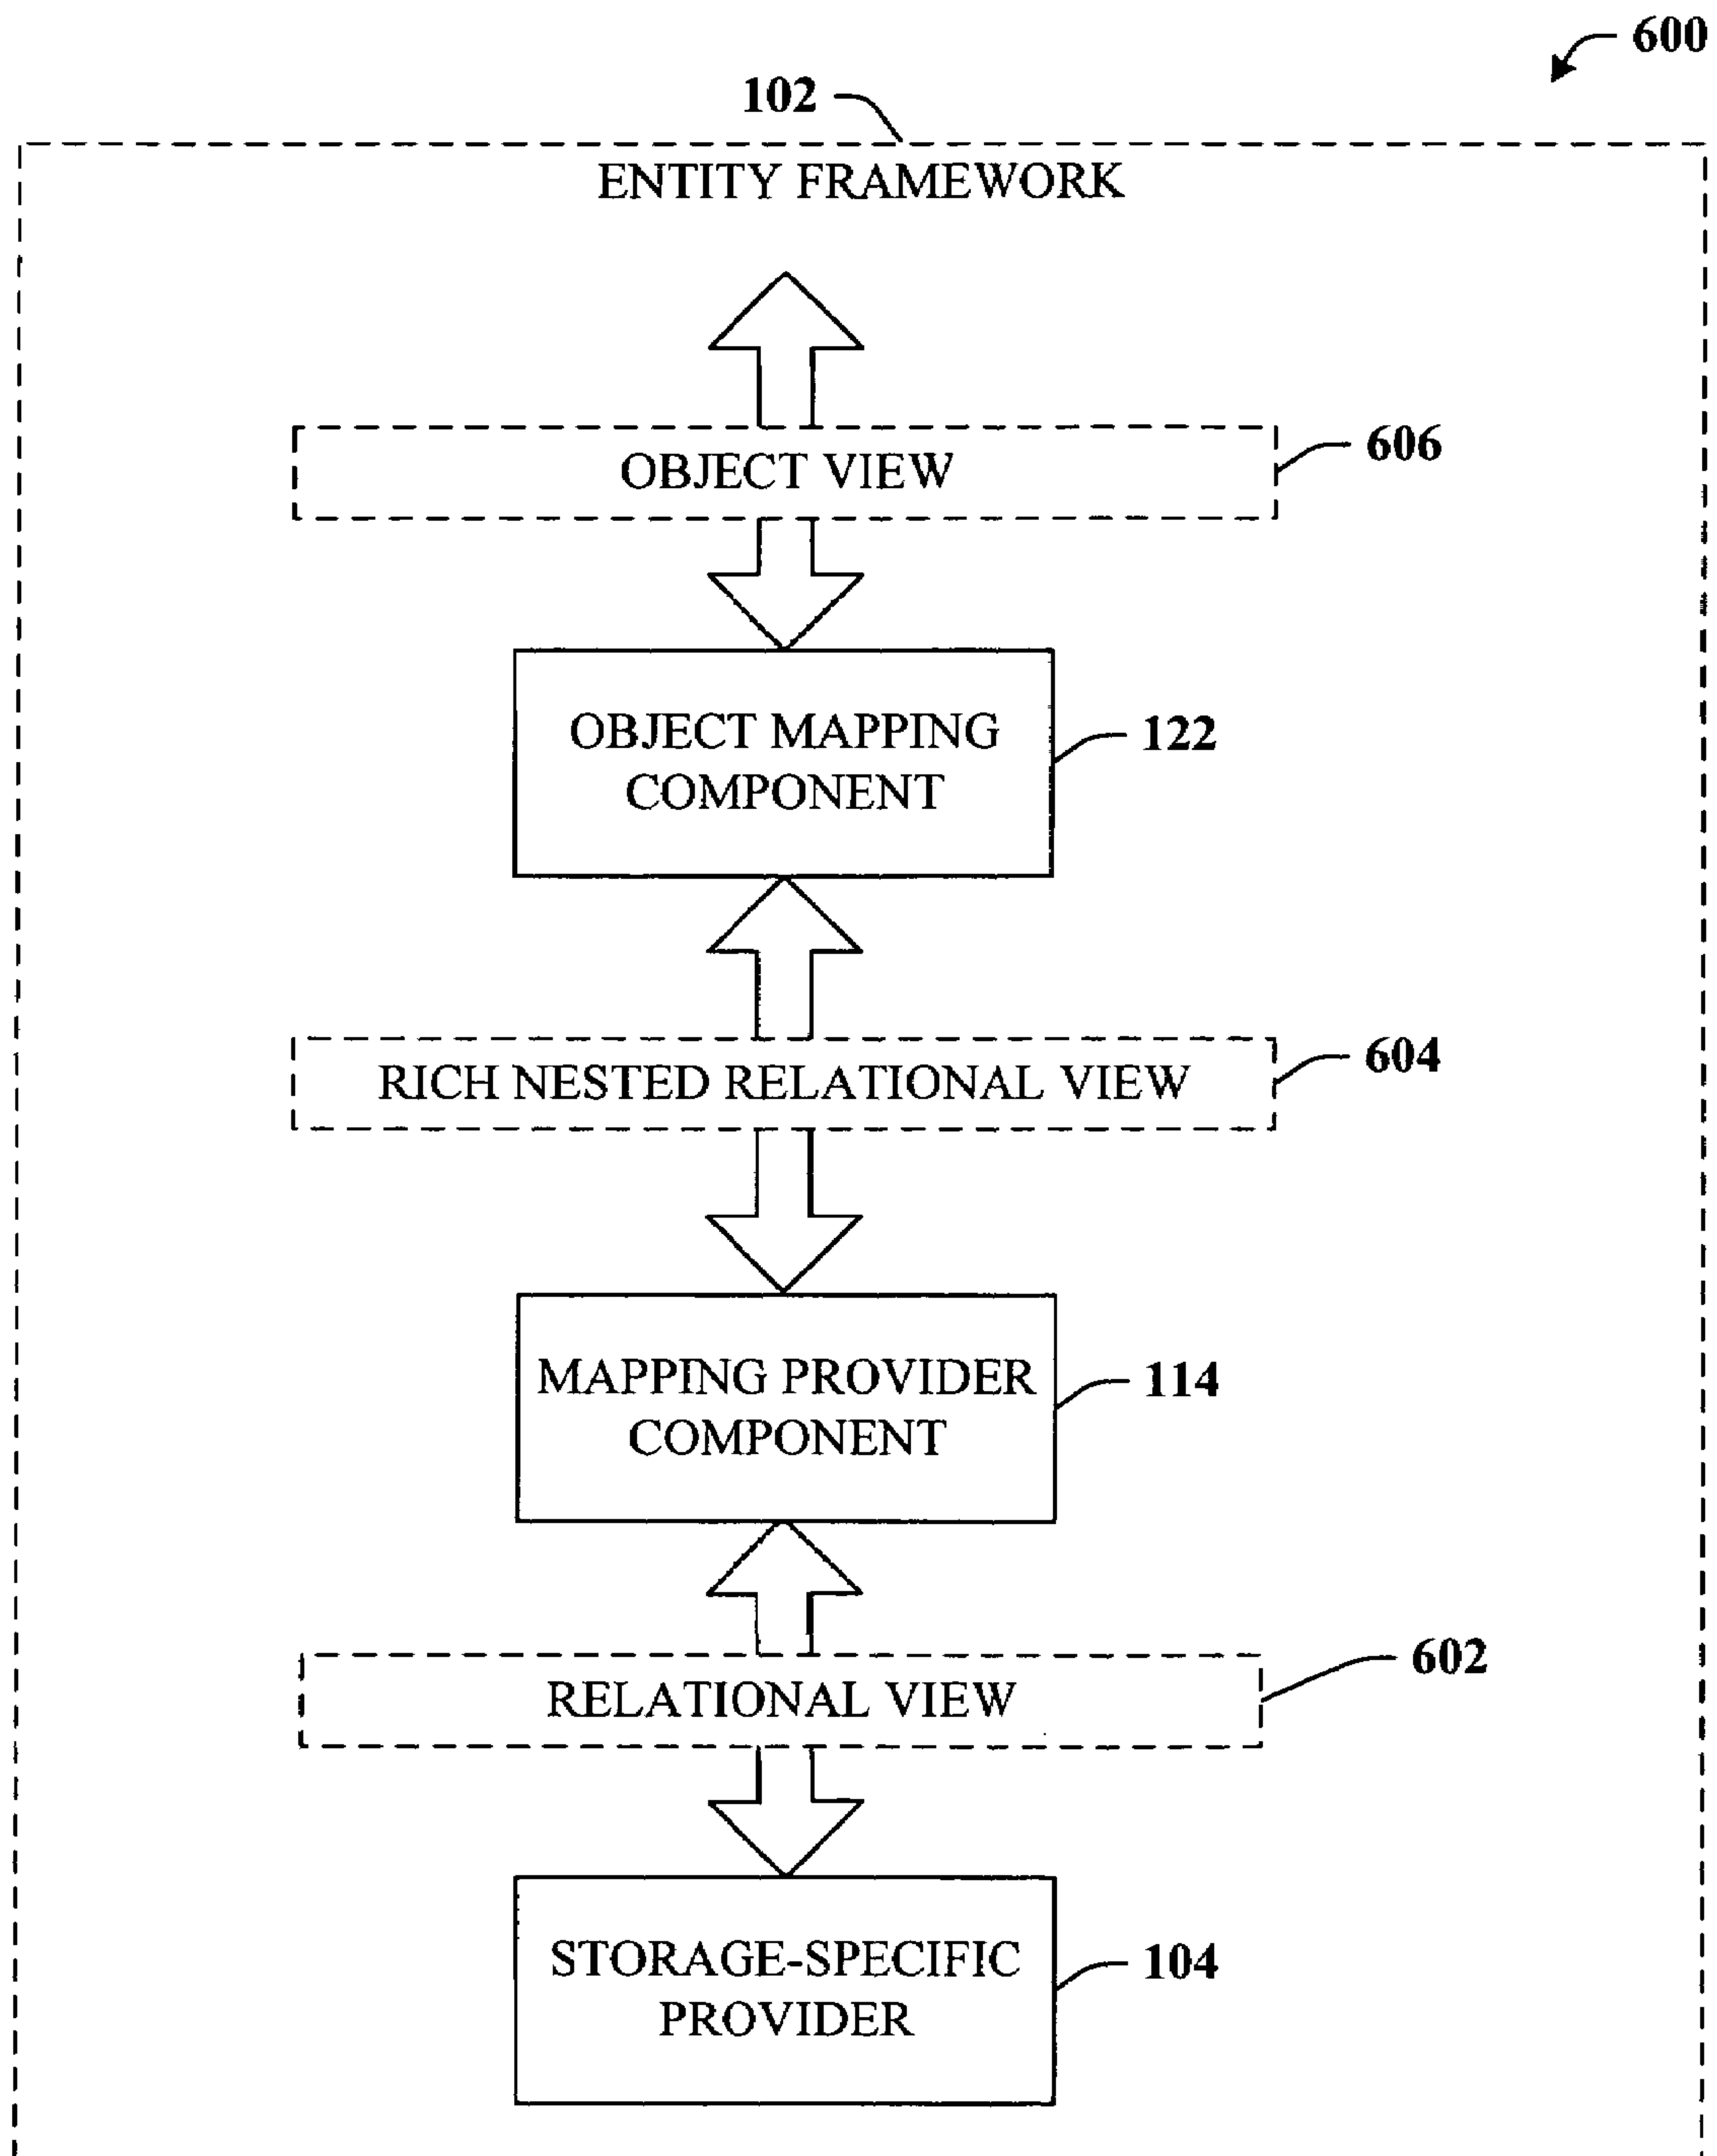 600
102
ENTITY FRAMEWORK
OBJECT VIEW
606
OBJECT MAPPING
COMPONENT
122
RICH NESTED RELATIONAL VIEW
604
MAPPING PROVIDER
COMPONENT
114
RELATIONAL VIEW
602
STORAGE-SPECIFIC
PROVIDER
104